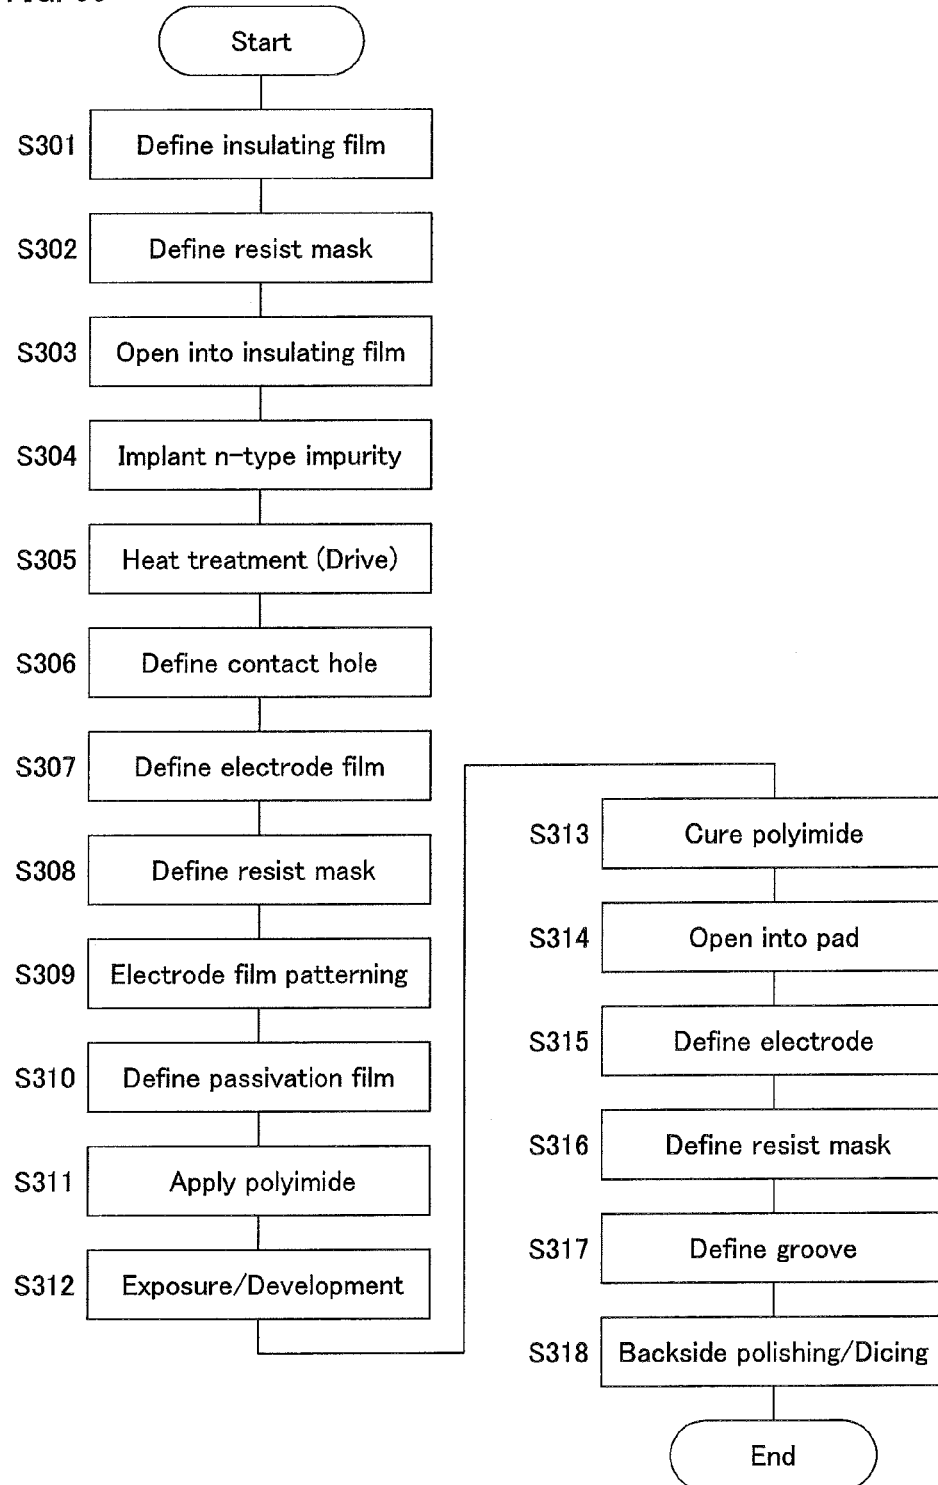 Start
S301 Define insulating film
S302 Define resist mask
S303 Open into insulating film
S304 Implant n-type impurity
S305 Heat treatment (Drive)
S306 Define contact hole
S307 Define electrode film
S308 Define resist mask
S309 Electrode film patterning
S310 Define passivation film
S311 Apply polyimide
S312 Exposure/Development
S313 Cure polyimide
S314 Open into pad
S315 Define electrode
S316 Define resist mask
S317 Define groove
S318 Backside polishing/Dicing
End